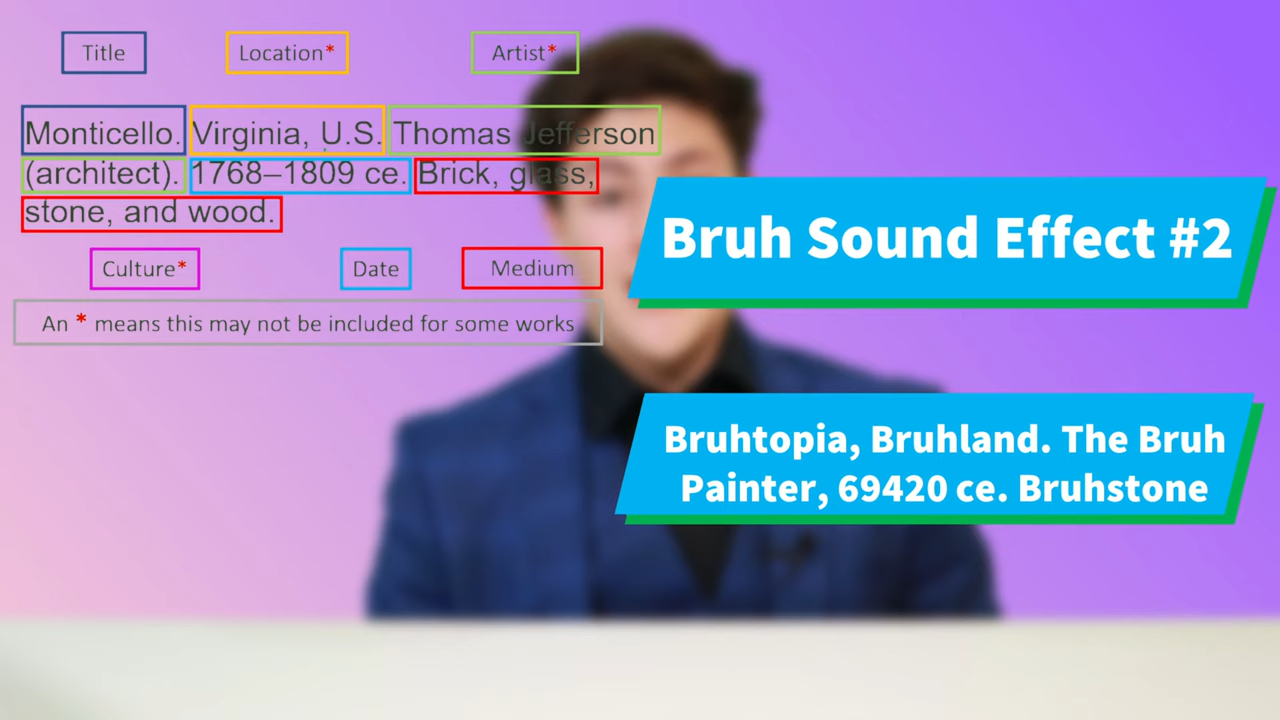 Title
Location*
Artist*
Monticello. Virginia, U.S. Thomas Jefferson
(architect). 1768–1809 ce. Brick, glass,
stone, and wood.
Culture*
Date
Medium
An * means this may not be included for some works
Bruh Sound Effect #2
Bruhtopia, Bruhland. The Bruh
Painter, 69420 ce. Bruhstone